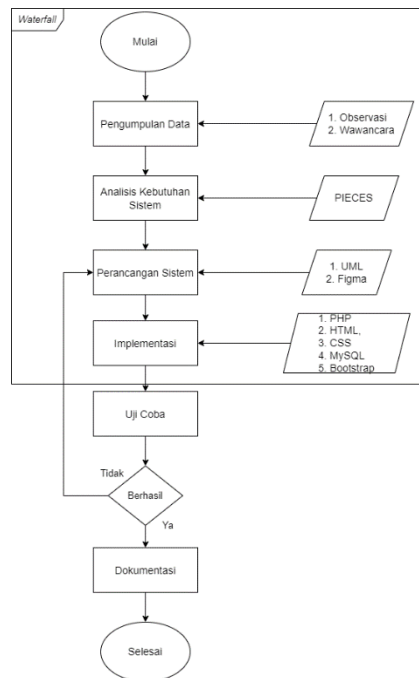 Waterfall
Mulai
Pengumpulan Data
1. Observasi
2. Wawancara
Analisis Kebutuhan
Sistem
PIECES
Perancangan Sistem
1. UML
2. Figma
Implementasi
1. PHP
2. HTML,
3. CSS
4. MySQL
5. Bootstrap
Uji Coba
Tidak
Berhasil
Ya
Dokumentasi
Selesai